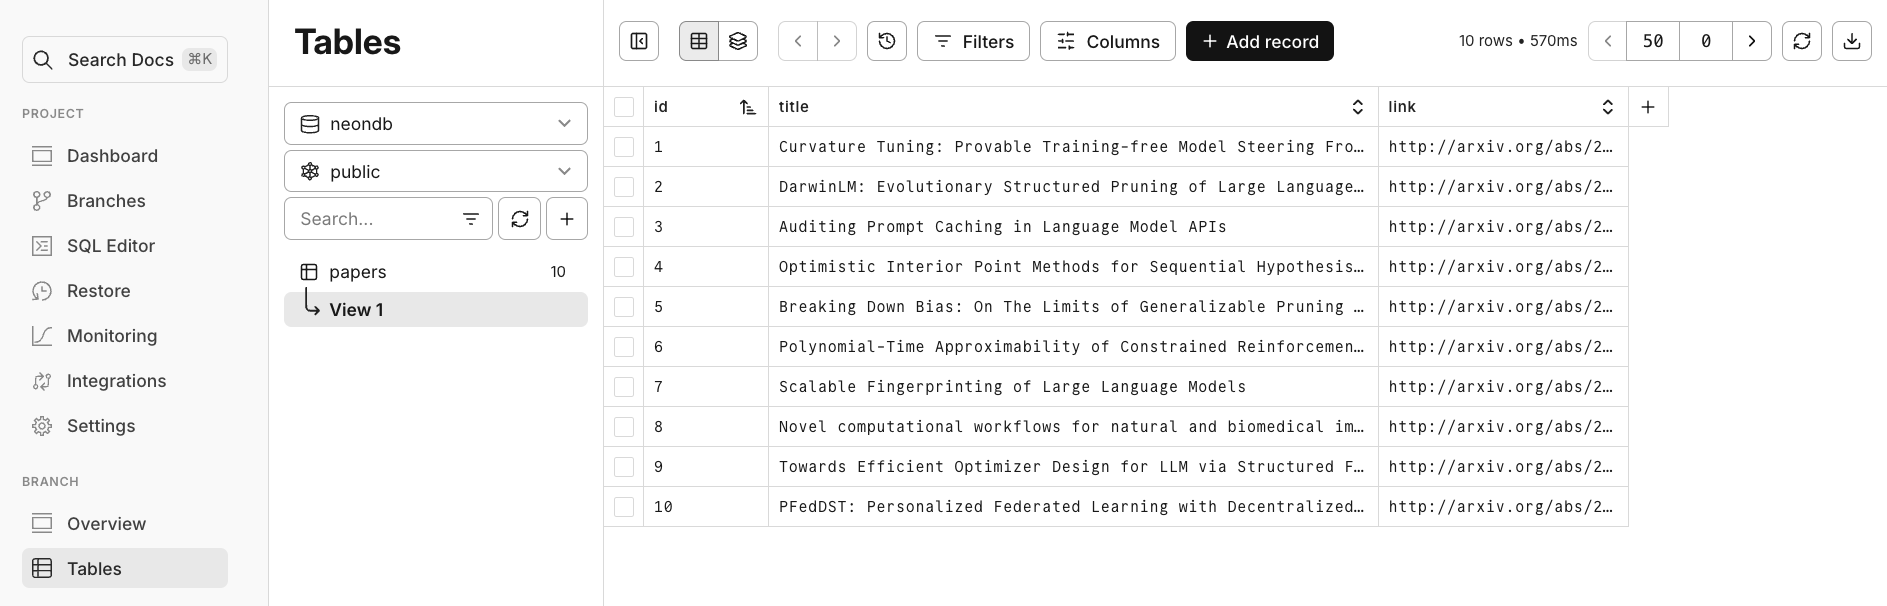 Search Docs ⌘K
PROJECT
Dashboard
Branches
SQL Editor
Restore
Monitoring
Integrations
Settings
BRANCH
Overview
Tables
Tables
neondb
public
Search...
papers 10
View 1
Filters
Columns
+ Add record
10 rows • 570ms
50
0
id title link
1 Curvature Tuning: Provable Training-free Model Steering Fro… http://arxiv.org/abs/2…
2 DarwinLM: Evolutionary Structured Pruning of Large Language… http://arxiv.org/abs/2…
3 Auditing Prompt Caching in Language Model APIs http://arxiv.org/abs/2…
4 Optimistic Interior Point Methods for Sequential Hypothesis… http://arxiv.org/abs/2…
5 Breaking Down Bias: On The Limits of Generalizable Pruning … http://arxiv.org/abs/2…
6 Polynomial-Time Approximability of Constrained Reinforcemen… http://arxiv.org/abs/2…
7 Scalable Fingerprinting of Large Language Models http://arxiv.org/abs/2…
8 Novel computational workflows for natural and biomedical im… http://arxiv.org/abs/2…
9 Towards Efficient Optimizer Design for LLM via Structured F… http://arxiv.org/abs/2…
10 PFedDST: Personalized Federated Learning with Decentralized… http://arxiv.org/abs/2…